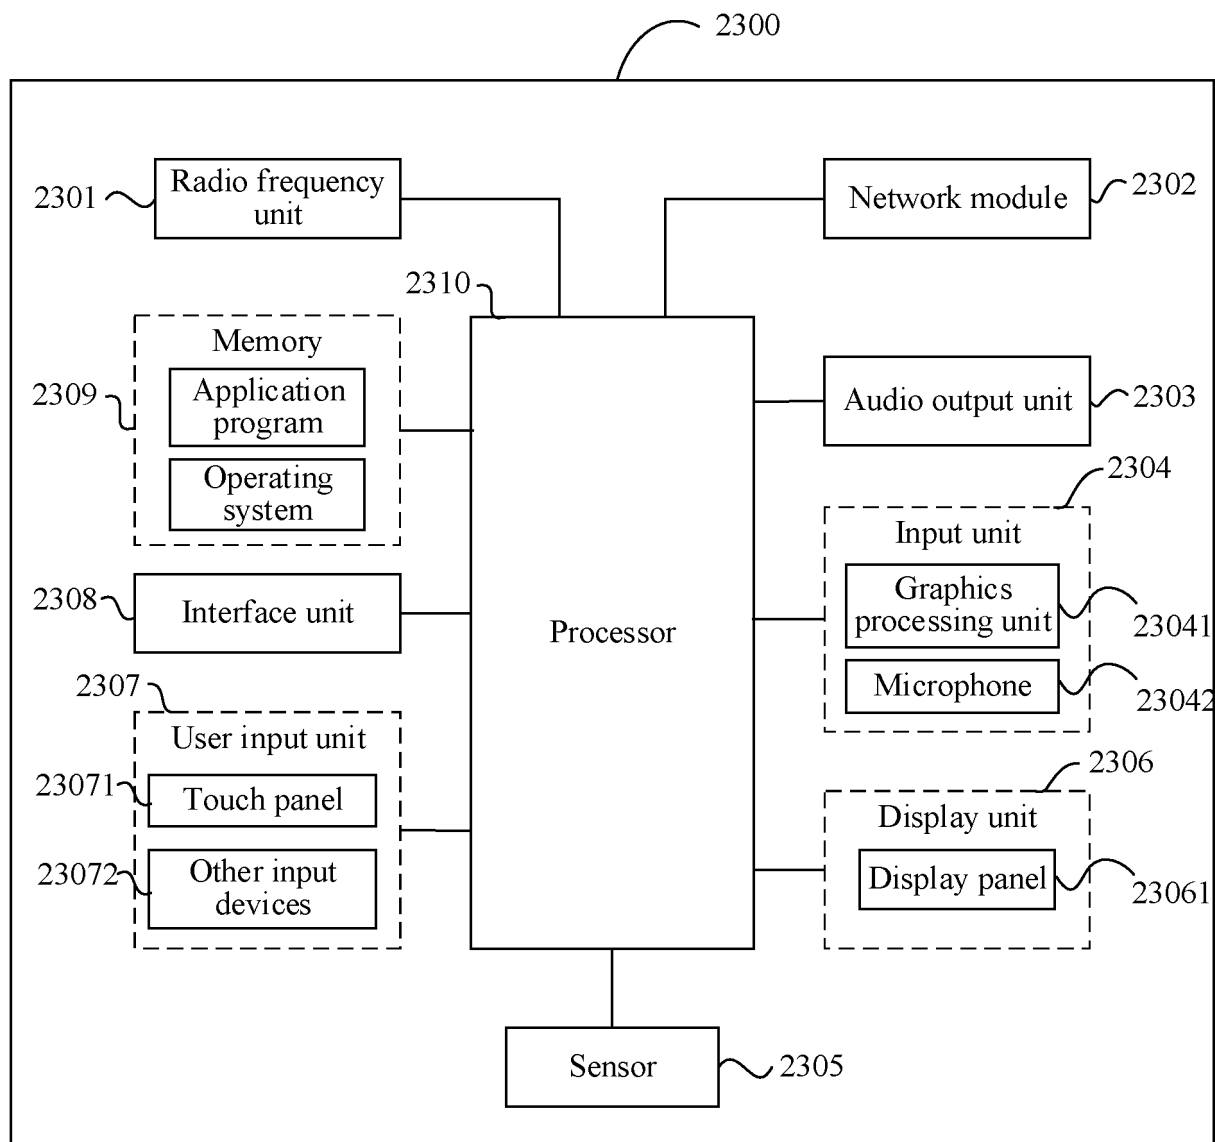 2300
2301
Radio frequency
unit
Network module
2302
2310
Memory
2309
Application
program
Operating
system
Audio output unit
2303
2304
Input unit
Graphics
processing unit
23041
Microphone
23042
2308
Interface unit
Processor
2307
User input unit
23071
Touch panel
23072
Other input
devices
2306
Display unit
Display panel
23061
Sensor
2305